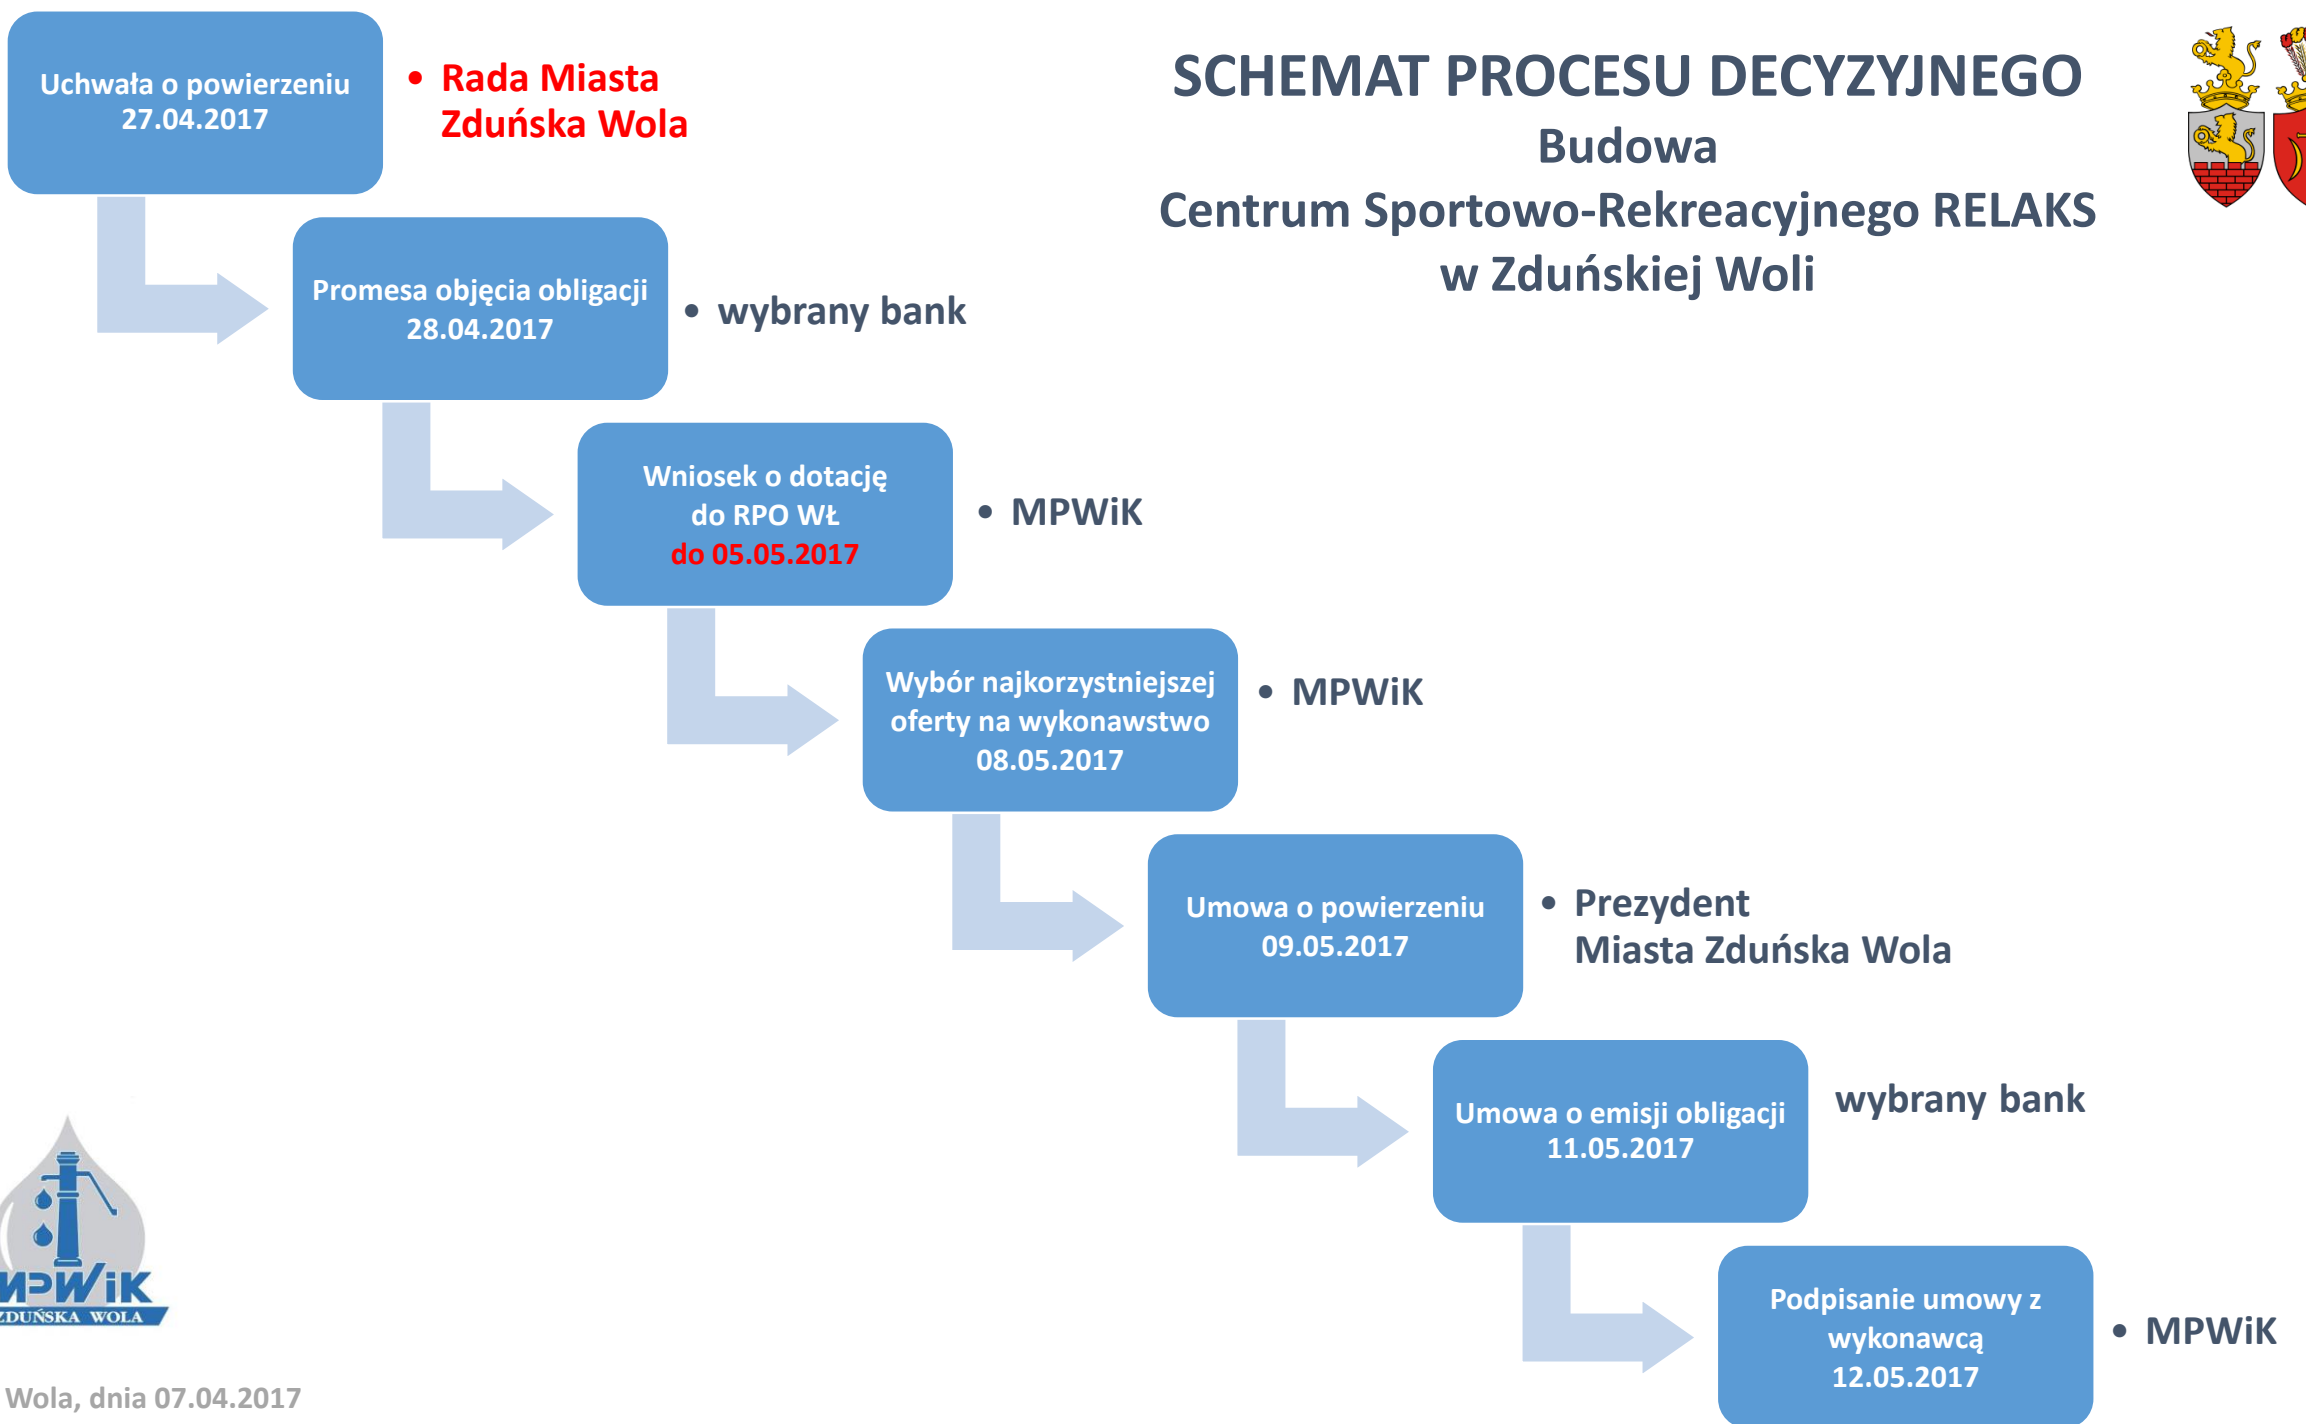 SCHEMAT PROCESU DECYZYJNEGO
Budowa
Centrum Sportowo-Rekreacyjnego RELAKS
w Zduńskiej Woli
Uchwała o powierzeniu
27.04.2017
• Rada Miasta
Zduńska Wola
Promesa objęcia obligacji
28.04.2017
• wybrany bank
Wniosek o dotację
do RPO WŁ
do 05.05.2017
• MPWiK
Wybór najkorzystniejszej
oferty na wykonawstwo
08.05.2017
• MPWiK
Umowa o powierzeniu
09.05.2017
• Prezydent
Miasta Zduńska Wola
Umowa o emisji obligacji
11.05.2017
wybrany bank
Podpisanie umowy z
wykonawcą
12.05.2017
• MPWiK
MPWiK
ZDUŃSKA WOLA
Wola, dnia 07.04.2017